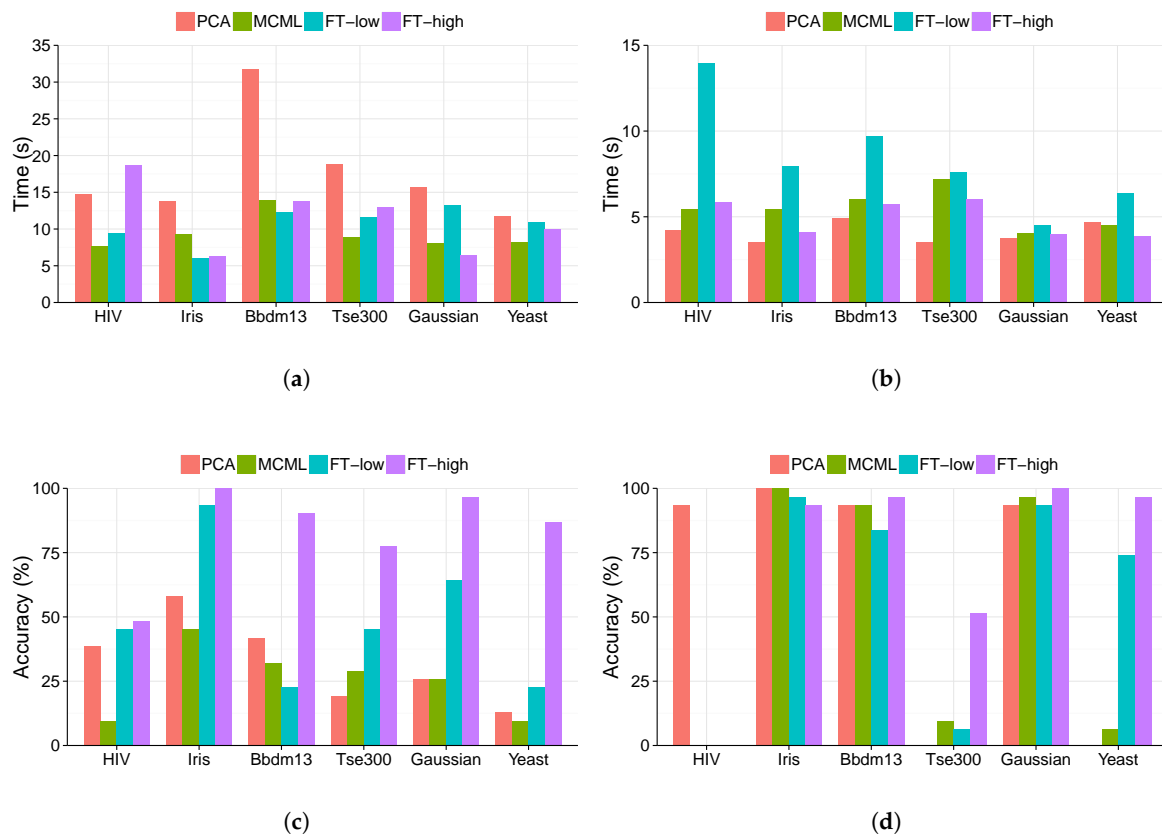 PCA MCML FT−low FT−high
35
30
25
20
15
10
5
0
Time (s)
HIV Iris Bbdm13 Tse300 Gaussian Yeast
(a)
PCA MCML FT−low FT−high
15
10
5
0
Time (s)
HIV Iris Bbdm13 Tse300 Gaussian Yeast
(b)
PCA MCML FT−low FT−high
100
75
50
25
0
Accuracy (%)
HIV Iris Bbdm13 Tse300 Gaussian Yeast
(c)
PCA MCML FT−low FT−high
100
75
50
25
0
Accuracy (%)
HIV Iris Bbdm13 Tse300 Gaussian Yeast
(d)